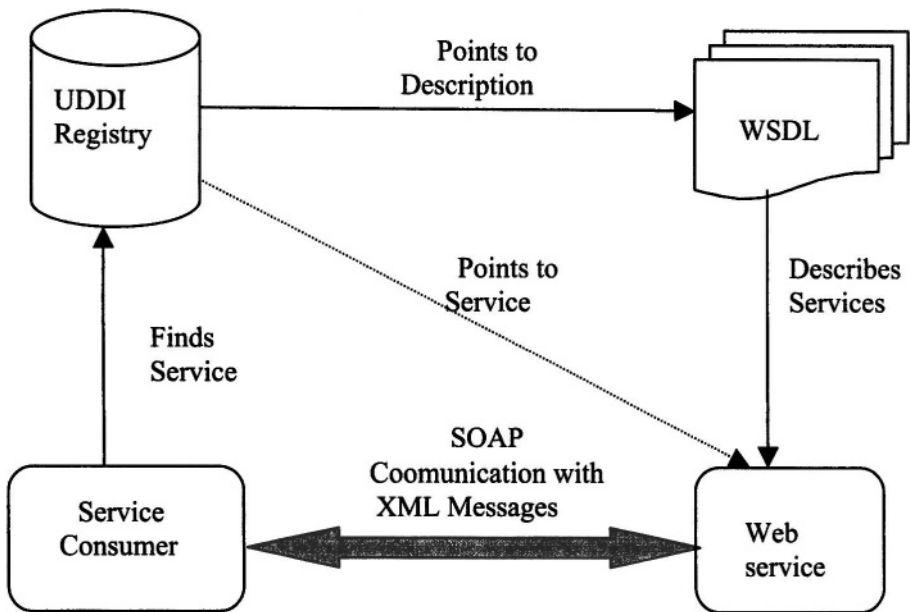 UDDI
Registry
Points to
Description
WSDL
Points to
Service
Describes
Services
Finds
Service
SOAP
Coomunication with
XML Messages
Service
Consumer
Web
service